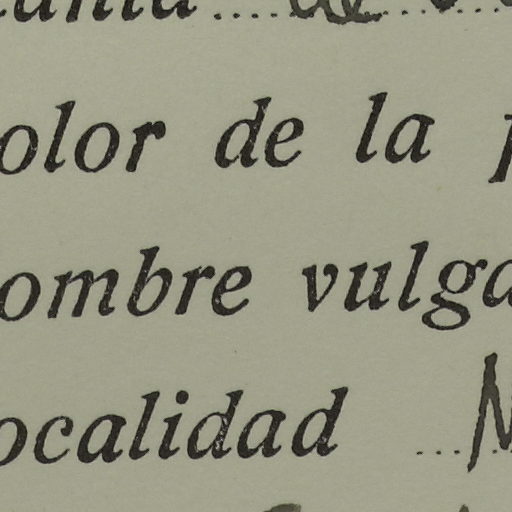 olor de la
ombre vulga
ocalidad